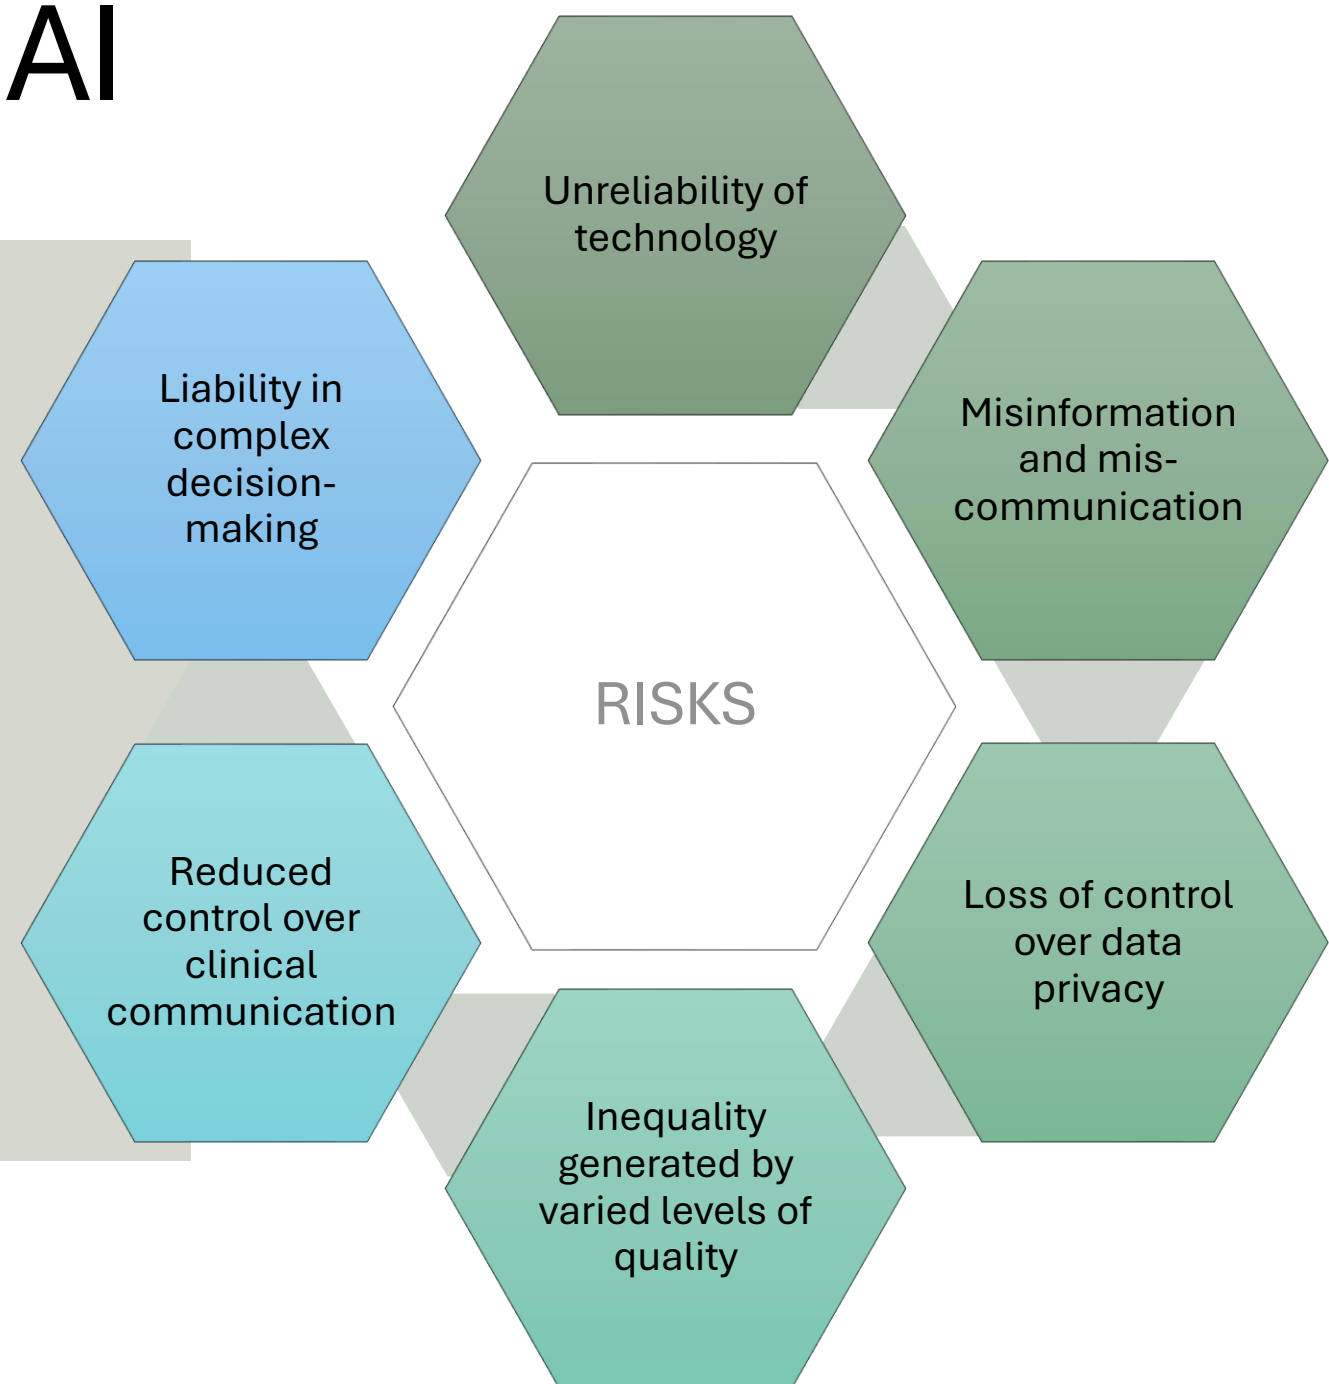 AI
Unreliability of
technology
Misinformation
and mis-
communication
Loss of control
over data
privacy
Inequality
generated by
varied levels of
quality
Reduced
control over
clinical
communication
Liability in
complex
decision-
making
RISKS